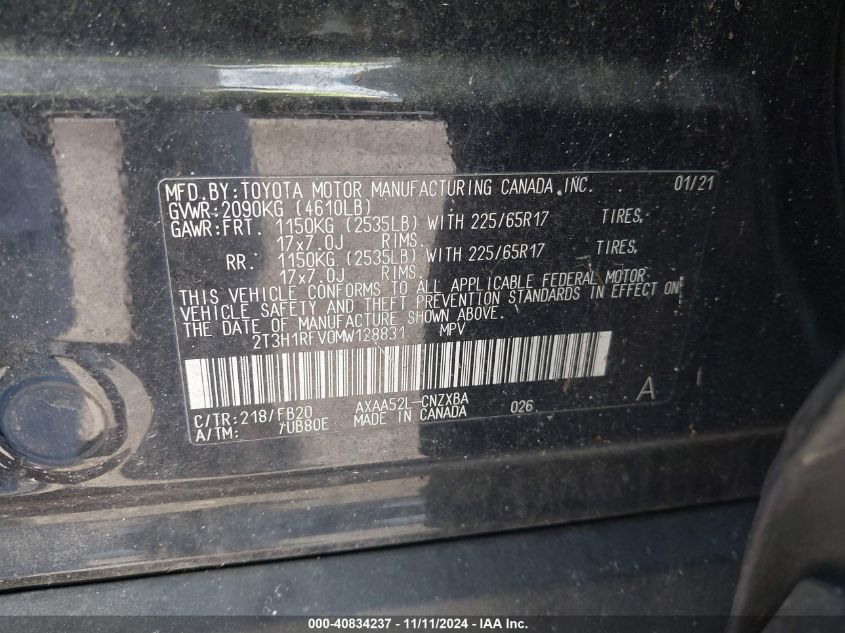 MFD.BY:TOYOTA MOTOR MANUFACTURING CANADA INC. 01/21
GVWR:2090KG (4610LB)
GAWR:FRT. 1150KG (2535LB) WITH 225/65R17 TIRES,
17x7.0J RIMS.
RR: 1150KG (2535LB) WITH 225/65R17 TIRES,
17x7.0J RIMS.
THIS VEHICLE CONFORMS TO ALL APPLICABLE FEDERAL MOTOR
VEHICLE SAFETY AND THEFT PREVENTION STANDARDS IN EFFECT ON
THE DATE OF MANUFACTURE SHOWN ABOVE.
2T3H1RFV0MW128831 MPV
C/TR:218/FB20 AXAA52L-CNZXBA A
A/TM: /UB80E MADE IN CANADA 026
000-40834237 - 11/11/2024 - IAA Inc.